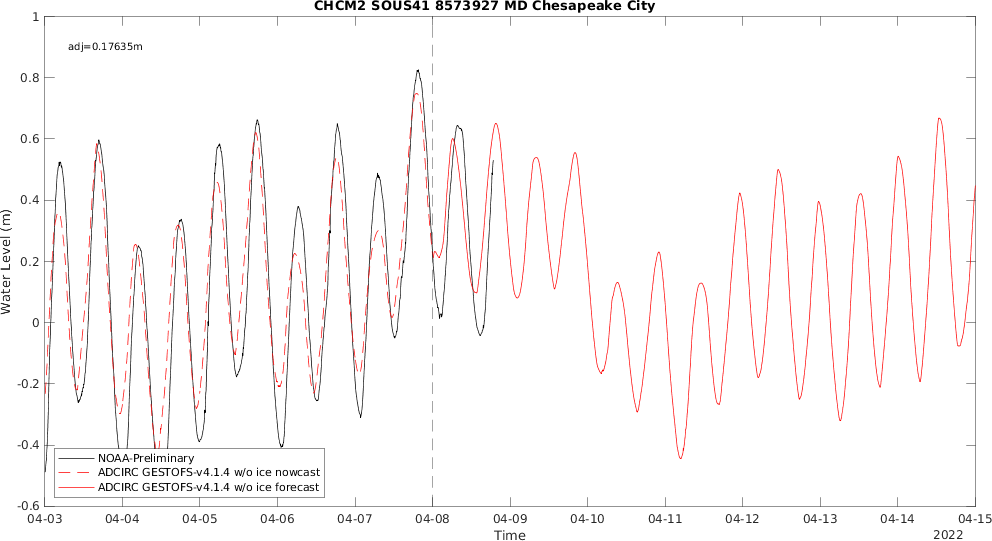 CHCM2 SOUS41 8573927 MD Chesapeake City
adj=0.17635m
Water Level (m)
1
0.8
0.6
0.4
0.2
0
-0.2
-0.4
-0.6
NOAA-Preliminary
ADCIRC GESTOFS-v4.1.4 w/o ice nowcast
ADCIRC GESTOFS-v4.1.4 w/o ice forecast
04-03 04-04 04-05 04-06 04-07 04-08 04-09 04-10 04-11 04-12 04-13 04-14 04-15
Time
2022